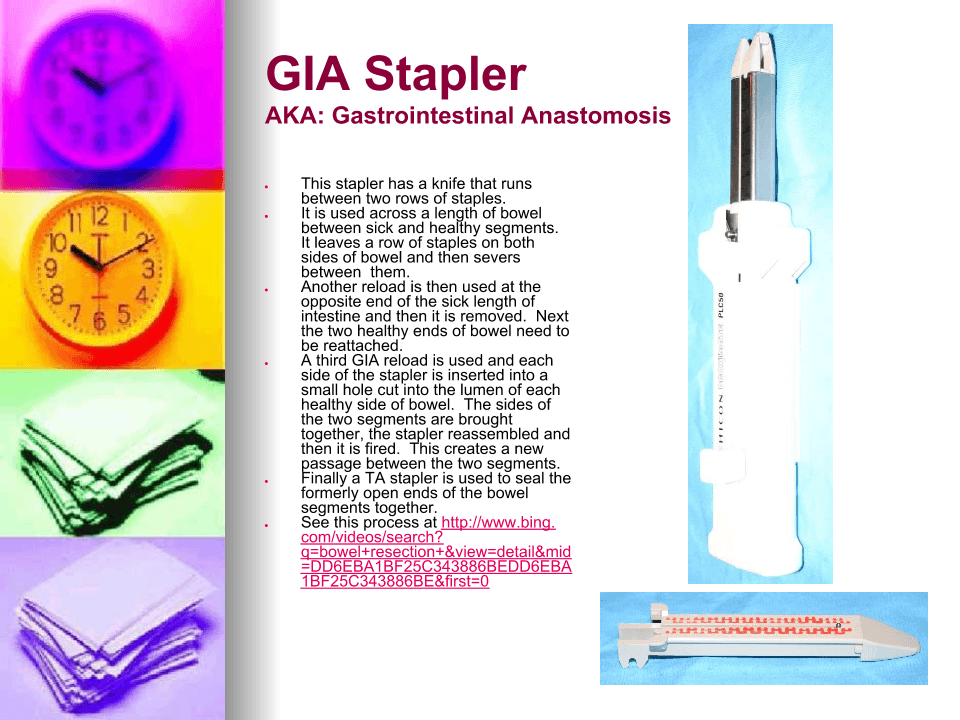 GIA Stapler
AKA: Gastrointestinal Anastomosis
This stapler has a knife that runs
between two rows of staples.
It is used across a length of bowel
between sick and healthy segments.
It leaves a row of staples on both
sides of bowel and then severs
between  them.
Another reload is then used at the
opposite end of the sick length of
intestine and then it is removed.  Next
the two healthy ends of bowel need to
be reattached.
A third GIA reload is used and each
side of the stapler is inserted into a
small hole cut into the lumen of each
healthy side of bowel.  The sides of
the two segments are brought
together, the stapler reassembled and
then it is fired.  This creates a new
passage between the two segments.
Finally a TA stapler is used to seal the
formerly open ends of the bowel
segments together.
See this process at http://www.bing.
com/videos/search?
q=bowel+resection+&view=detail&mid
=DD6EBA1BF25C343886BEDD6EBA
1BF25C343886BE&first=0
PLC50
11 12 1
10 2
9 3
8 4
7 6 5